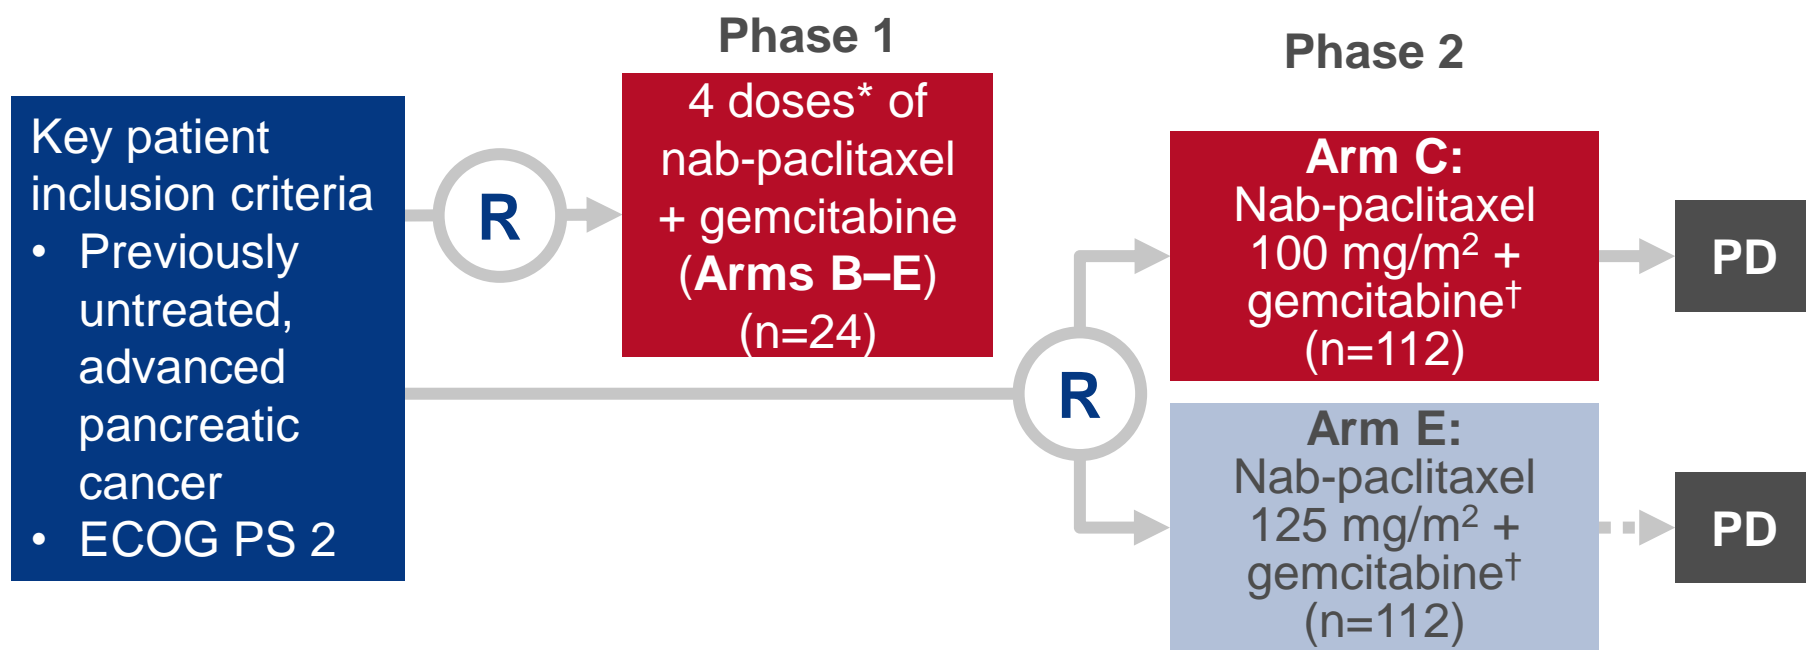 Phase 1
Phase 2
Key patient
inclusion criteria
• Previously
untreated,
advanced
pancreatic
cancer
• ECOG PS 2
R
4 doses* of
nab-paclitaxel
+ gemcitabine
(Arms B–E)
(n=24)
R
Arm C:
Nab-paclitaxel
100 mg/m² +
gemcitabine†
(n=112)
PD
Arm E:
Nab-paclitaxel
125 mg/m² +
gemcitabine†
(n=112)
PD